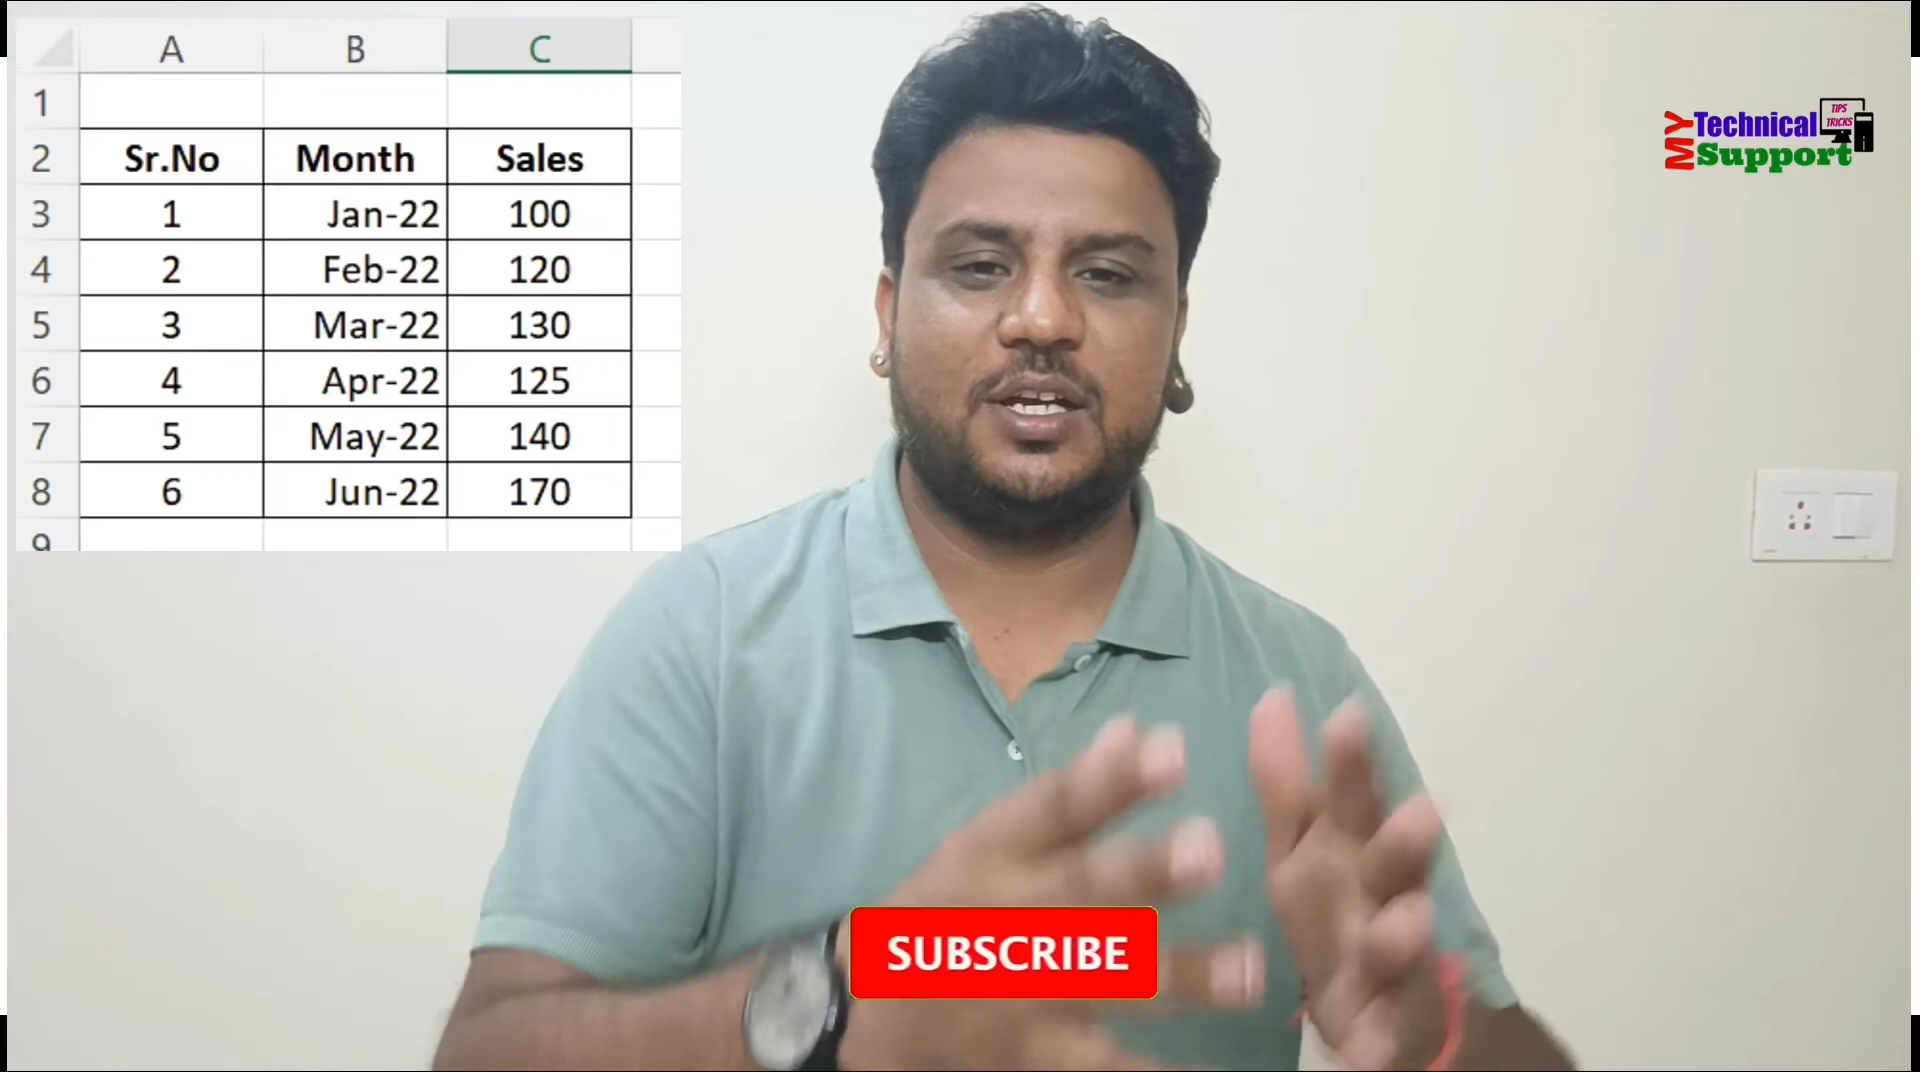 A B C
1
2 Sr.No Month Sales
3 1 Jan-22 100
4 2 Feb-22 120
5 3 Mar-22 130
6 4 Apr-22 125
7 5 May-22 140
8 6 Jun-22 170
9
MY Technical Support
TIPS
TRICKS
SUBSCRIBE